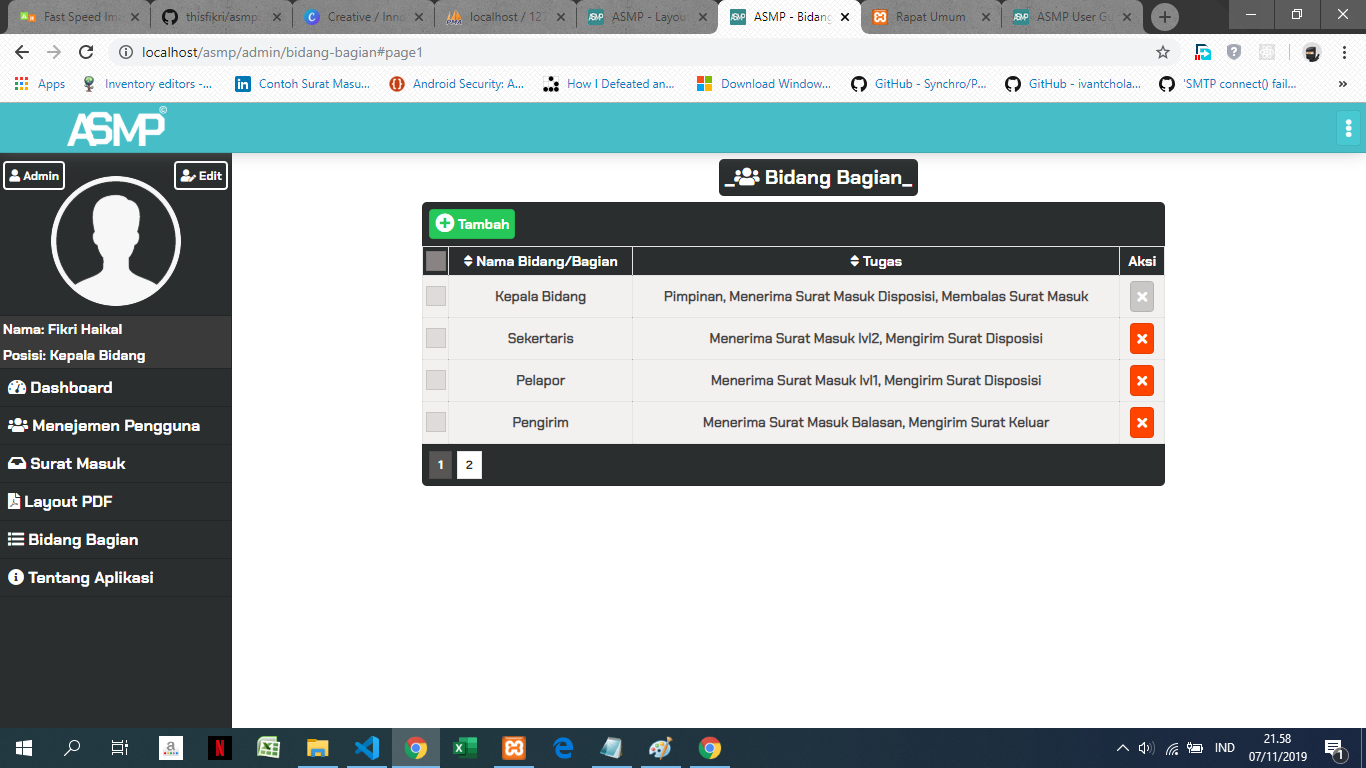 Fast Speed Ima
thisfikri/asmp
Creative / Inno
localhost / 127
ASMP - Layou
ASMP - Bidang
Rapat Umum
ASMP User Gu
localhost/asmp/admin/bidang-bagian#page1
Apps
Inventory editors -...
Contoh Surat Masu...
Android Security: A...
How I Defeated an...
Download Window...
GitHub - Synchro/P...
GitHub - ivantchola...
'SMTP connect() fail...
»
ASMP©
Admin
Edit
Nama: Fikri Haikal
Posisi: Kepala Bidang
Dashboard
Menejemen Pengguna
Surat Masuk
Layout PDF
Bidang Bagian
Tentang Aplikasi
_ Bidang Bagian_
Tambah
Nama Bidang/Bagian Tugas Aksi
Kepala Bidang Pimpinan, Menerima Surat Masuk Disposisi, Membalas Surat Masuk
Sekertaris Menerima Surat Masuk lvl2, Mengirim Surat Disposisi
Pelapor Menerima Surat Masuk lvl1, Mengirim Surat Disposisi
Pengirim Menerima Surat Masuk Balasan, Mengirim Surat Keluar
1 2
IND
21.58
07/11/2019
1